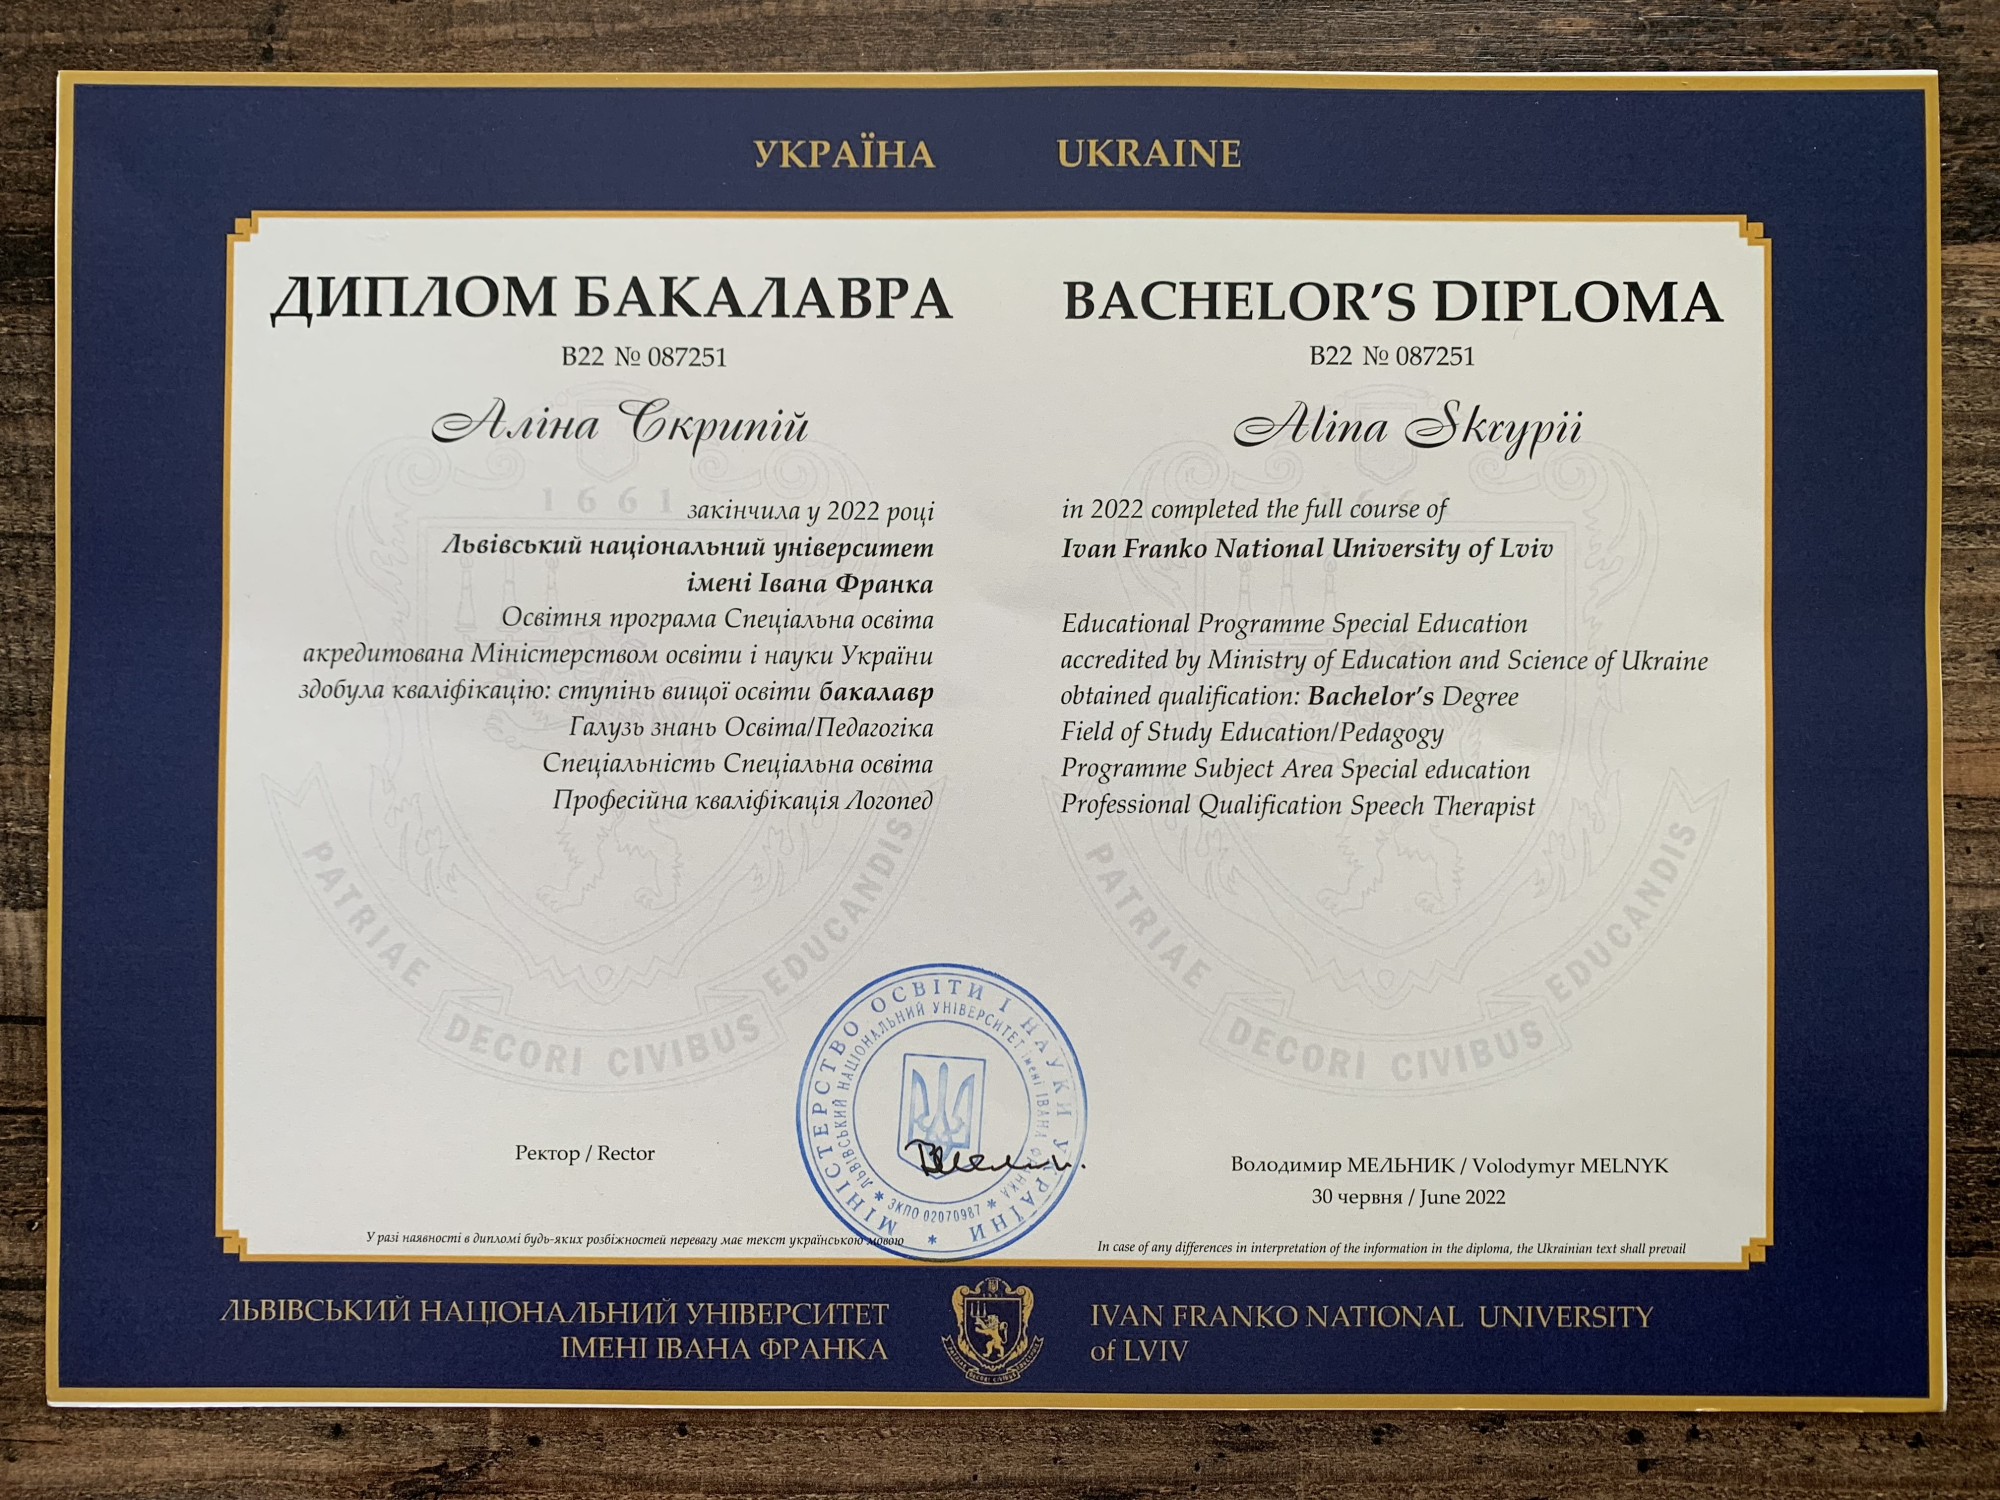 УКРАЇНА
ДИПЛОМ БАКАЛАВРА
В22 № 087251
Аліна Скрипій
1661
закінчила у 2022 році
Львівський національний університет
імені Івана Франка
Освітня програма Спеціальна освіта
акредитована Міністерством освіти і науки України
здобула кваліфікацію: ступінь вищої освіти бакалавр
Галузь знань Освіта/Педагогіка
Спеціальність Спеціальна освіта
Професійна кваліфікація Логопед
PATRIAE DECORI CIVIBUS EDUCANDIS
UKRAINE
BACHELOR’S DIPLOMA
B22 № 087251
Alina Skrypii
1661
in 2022 completed the full course of
Ivan Franko National University of Lviv
Educational Programme Special Education
accredited by Ministry of Education and Science of Ukraine
obtained qualification: Bachelor’s Degree
Field of Study Education/Pedagogy
Programme Subject Area Special education
Professional Qualification Speech Therapist
PATRIAE DECORI CIVIBUS EDUCANDIS
МІНІСТЕРСТВО ОСВІТИ І НАУКИ УКРАЇНИ *
* ЛЬВІВСЬКИЙ НАЦІОНАЛЬНИЙ УНІВЕРСИТЕТ імені ІВАНА ФРАНКА *
ЗКПО 02070987
Ректор / Rector
Володимир МЕЛЬНИК / Volodymyr MELNYK
30 червня / June 2022
У разі наявності в дипломі будь-яких розбіжностей перевагу має текст українською мовою
In case of any differences in interpretation of the information in the diploma, the Ukrainian text shall prevail
ЛЬВІВСЬКИЙ НАЦІОНАЛЬНИЙ УНІВЕРСИТЕТ
ІМЕНІ ІВАНА ФРАНКА
IVAN FRANKO NATIONAL UNIVERSITY
of LVIV